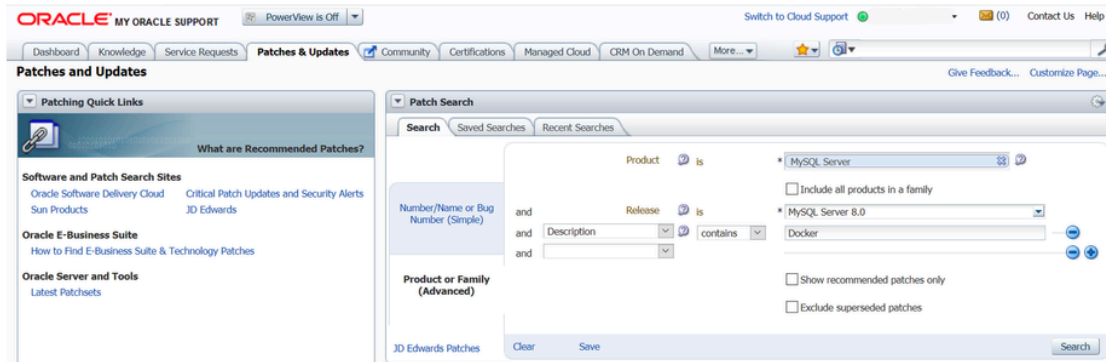 ORACLE MY ORACLE SUPPORT
PowerView is Off
Switch to Cloud Support
(0)
Contact Us
Help
Dashboard
Knowledge
Service Requests
Patches & Updates
Community
Certifications
Managed Cloud
CRM On Demand
More...
Patches and Updates
Give Feedback...
Customize Page...
Patching Quick Links
What are Recommended Patches?
Software and Patch Search Sites
Oracle Software Delivery Cloud
Critical Patch Updates and Security Alerts
Sun Products
JD Edwards
Oracle E-Business Suite
How to Find E-Business Suite & Technology Patches
Oracle Server and Tools
Latest Patchsets
Patch Search
Search
Saved Searches
Recent Searches
Number/Name or Bug
Number (Simple)
Product or Family
(Advanced)
JD Edwards Patches
Product is * MySQL Server
Include all products in a family
and Release is * MySQL Server 8.0
and Description contains Docker
and
Show recommended patches only
Exclude superseded patches
Clear
Save
Search